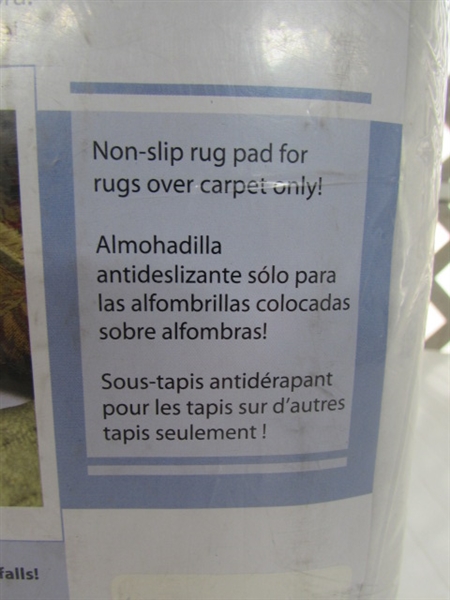 Non-slip rug pad for
rugs over carpet only!
Almohadilla
antideslizante sólo para
las alfombrillas colocadas
sobre alfombras!
Sous-tapis antidérapant
pour les tapis sur d'autres
tapis seulement !
falls!